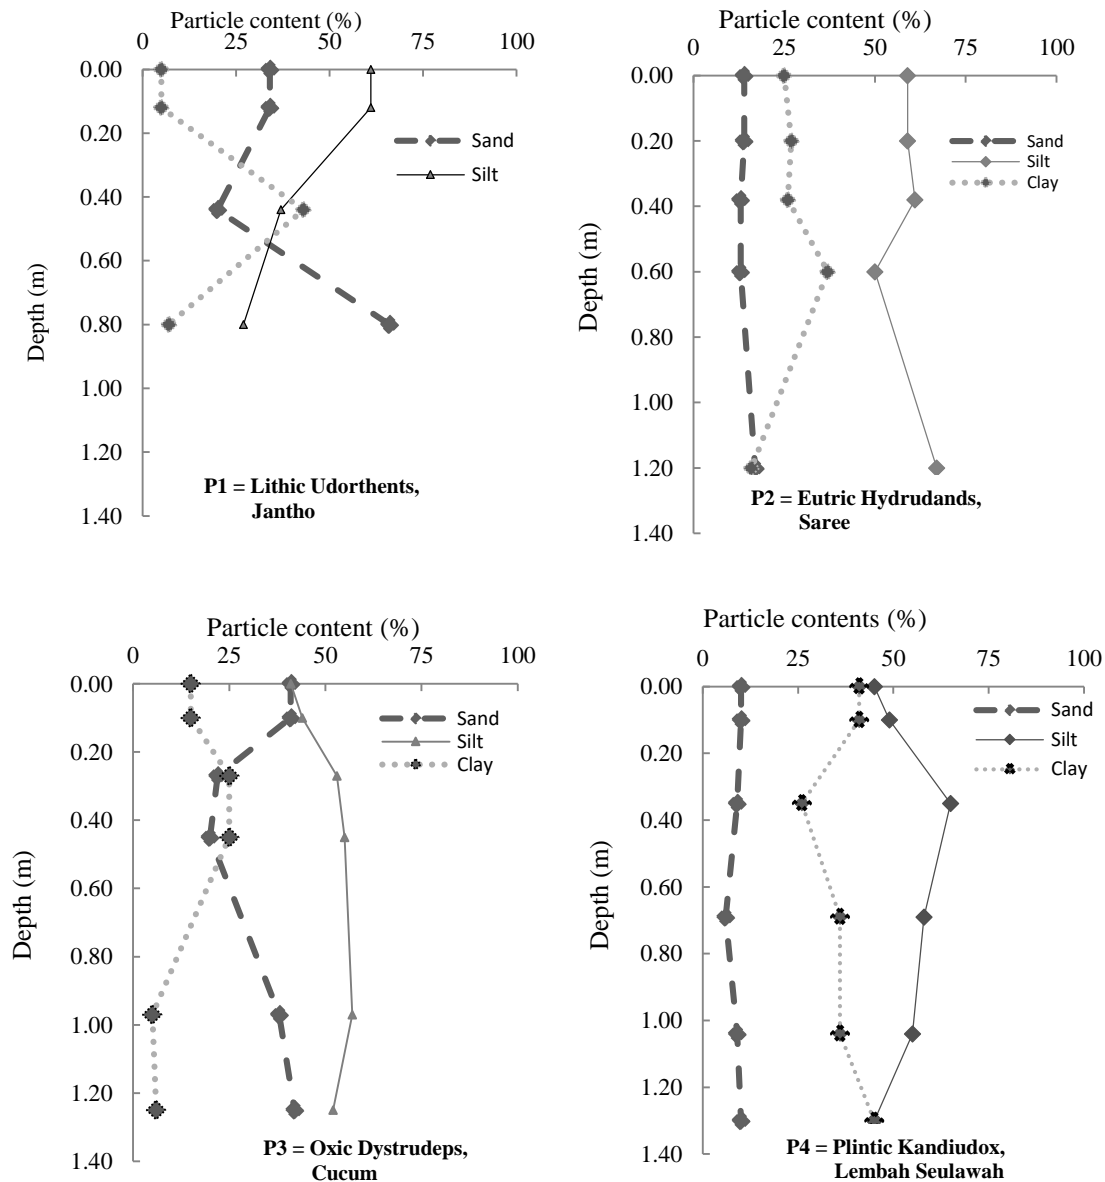 Particle content (%)
0 25 50 75 100
0.00
0.20
0.40
0.60
0.80
1.00
1.20
1.40
Depth (m)
Sand
Silt
P1 = Lithic Udorthents,
Jantho
Particle content (%)
0 25 50 75 100
0.00
0.20
0.40
0.60
0.80
1.00
1.20
1.40
Depth (m)
Sand
Silt
Clay
P2 = Eutric Hydrudands,
Saree
Particle content (%)
0 25 50 75 100
0.00
0.20
0.40
0.60
0.80
1.00
1.20
1.40
Depth (m)
Sand
Silt
Clay
P3 = Oxic Dystrudeps,
Cucum
Particle contents (%)
0 25 50 75 100
0.00
0.20
0.40
0.60
0.80
1.00
1.20
1.40
Depth (m)
Sand
Silt
Clay
P4 = Plintic Kandiudox,
Lembah Seulawah